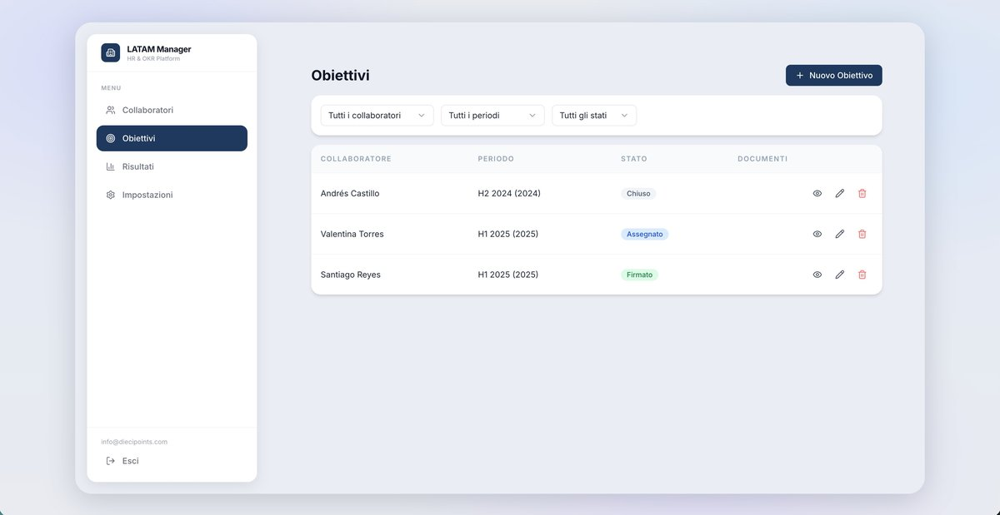 LATAM Manager
HR & OKR Platform
MENU
Collaboratori
Obiettivi
Risultati
Impostazioni
info@diecipoints.com
Esci
Obiettivi
Nuovo Obiettivo
Tutti i collaboratori Tutti i periodi Tutti gli stati
COLLABORATORE PERIODO STATO DOCUMENTI
Andrés Castillo H2 2024 (2024) Chiuso
Valentina Torres H1 2025 (2025) Assegnato
Santiago Reyes H1 2025 (2025) Firmato